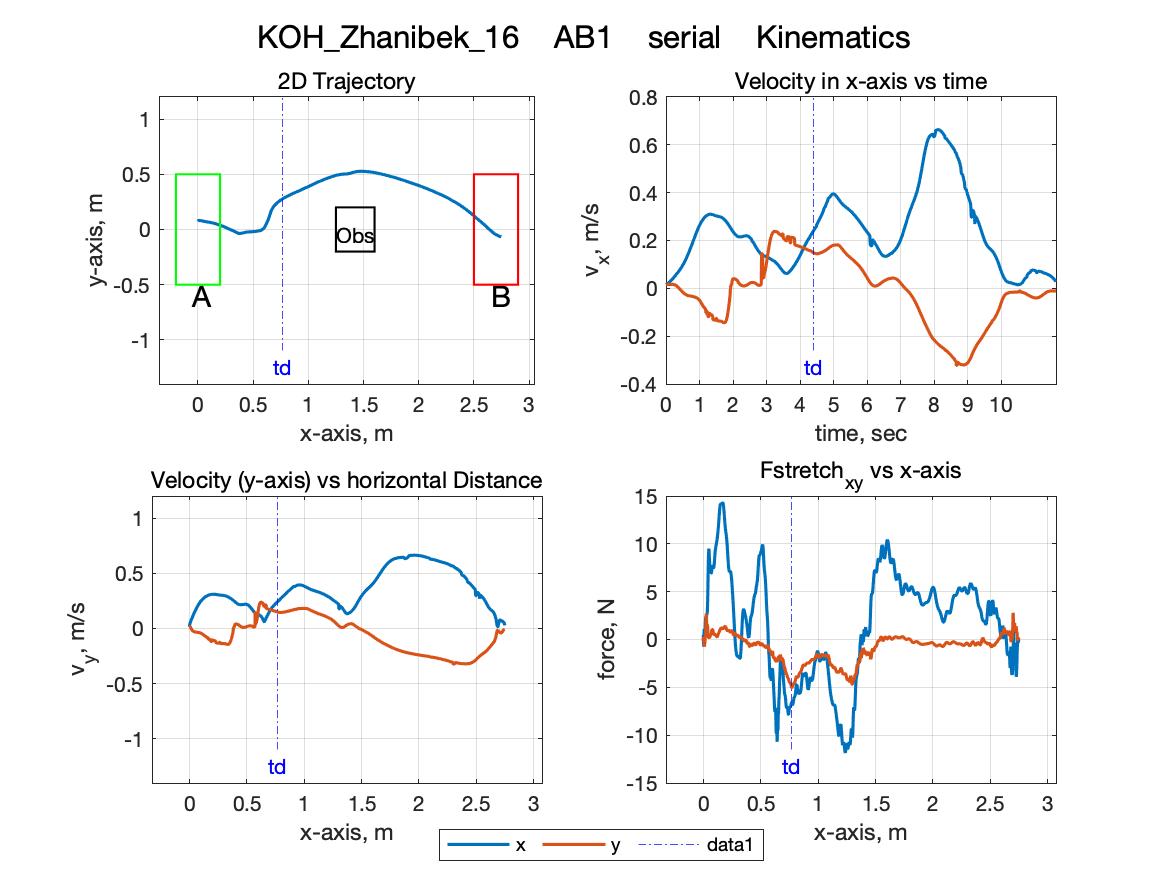 KOH_Zhanibek_16 AB1 serial Kinematics
2D Trajectory
1
0.5
0
-0.5
-1
y-axis, m
A
Obs
B
td
0 0.5 1 1.5 2 2.5 3
x-axis, m
Velocity in x-axis vs time
0.8
0.6
0.4
0.2
0
-0.2
-0.4
v_x, m/s
td
0 1 2 3 4 5 6 7 8 9 10
time, sec
Velocity (y-axis) vs horizontal Distance
1
0.5
0
-0.5
-1
v_y, m/s
td
0 0.5 1 1.5 2 2.5 3
x-axis, m
Fstretch_xy vs x-axis
15
10
5
0
-5
-10
-15
force, N
td
0 0.5 1 1.5 2 2.5 3
x-axis, m
x y data1